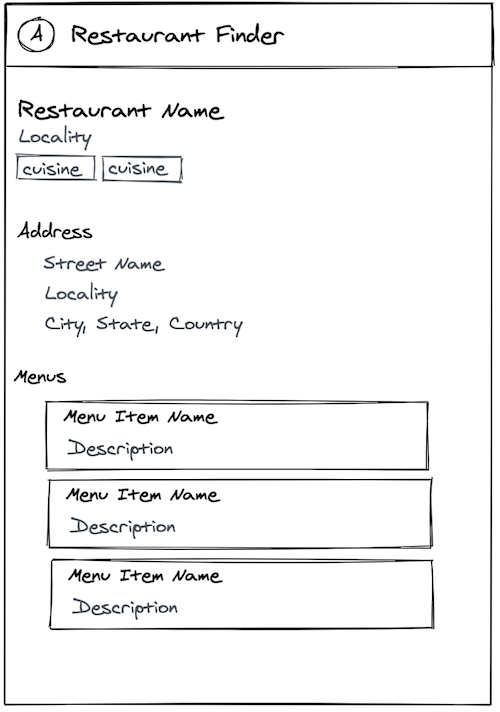 A Restaurant Finder
Restaurant Name
Locality
cuisine cuisine
Address
Street Name
Locality
City, State, Country
Menus
Menu Item Name
Description
Menu Item Name
Description
Menu Item Name
Description